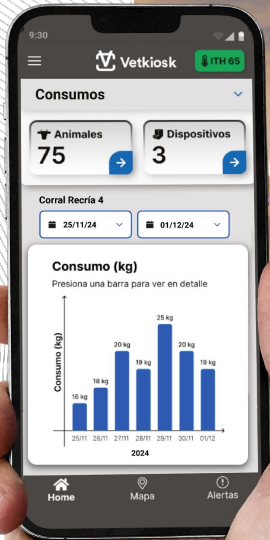 9:30
Vetkiosk
ITH 65
Consumos
Animales
75
Dispositivos
3
Corral Recría 4
25/11/24
01/12/24
Consumo (kg)
Presiona una barra para ver en detalle
Consumo (kg)
16 kg
18 kg
20 kg
19 kg
25 kg
20 kg
19 kg
25/11 26/11 27/11 28/11 29/11 30/11 01/12
2024
Home
Mapa
Alertas